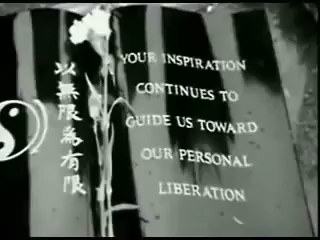 以無限為有限
YOUR INSPIRATION
CONTINUES TO
GUIDE US TOWARD
OUR PERSONAL
LIBERATION